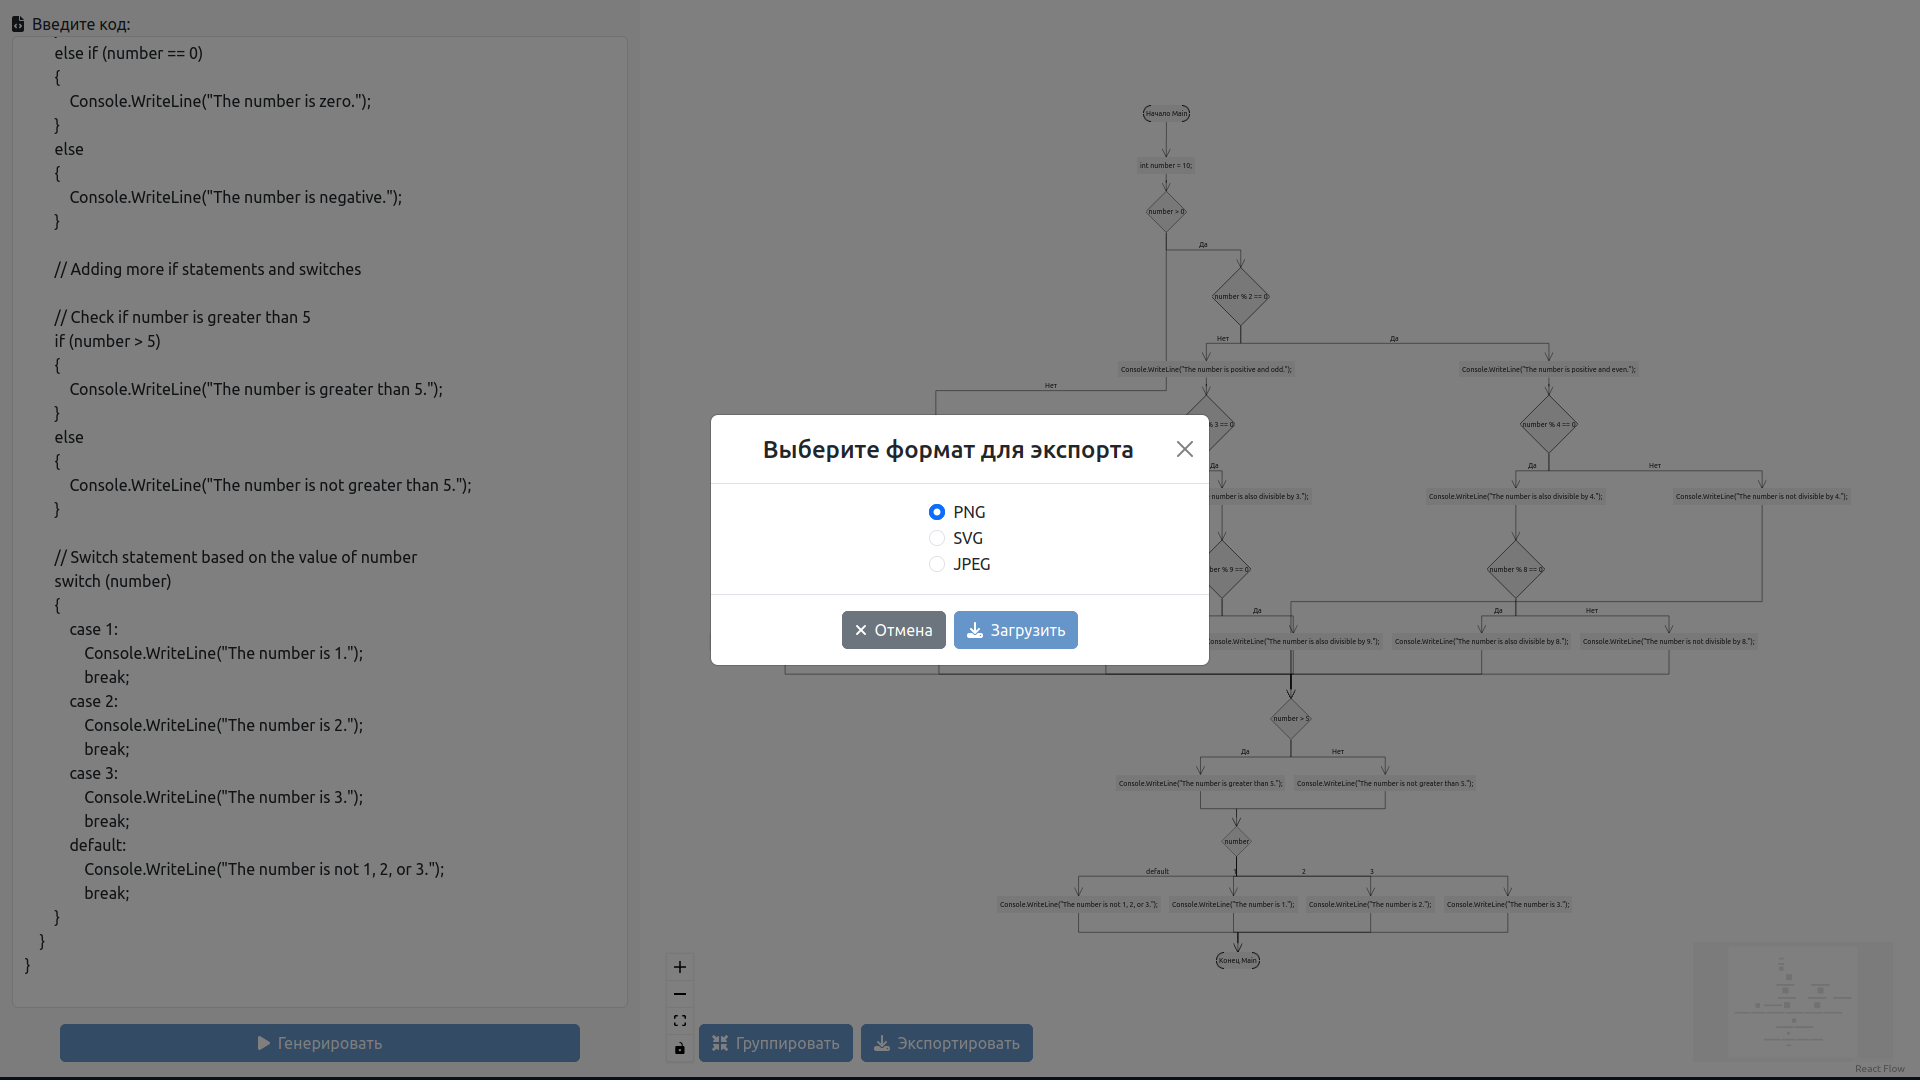 Введите код:
else if (number == 0)
{
Console.WriteLine("The number is zero.");
}
else
{
Console.WriteLine("The number is negative.");
}
// Adding more if statements and switches
// Check if number is greater than 5
if (number > 5)
{
Console.WriteLine("The number is greater than 5.");
}
else
{
Console.WriteLine("The number is not greater than 5.");
}
// Switch statement based on the value of number
switch (number)
{
case 1:
Console.WriteLine("The number is 1.");
break;
case 2:
Console.WriteLine("The number is 2.");
break;
case 3:
Console.WriteLine("The number is 3.");
break;
default:
Console.WriteLine("The number is not 1, 2, or 3.");
break;
}
}
}
Генерировать
Начало Main
int number = 10;
number > 0
Да
number % 2 == 0
Нет Да
Console.WriteLine("The number is positive and odd."); Console.WriteLine("The number is positive and even.");
Нет
% 3 == 0 number % 4 == 0
Да Да Нет
number is also divisible by 3."); Console.WriteLine("The number is also divisible by 4."); Console.WriteLine("The number is not divisible by 4.");
% 9 == 0 number % 8 == 0
Да Да Нет
Console.WriteLine("The number is also divisible by 9."); Console.WriteLine("The number is also divisible by 8."); Console.WriteLine("The number is not divisible by 8.");
number > 5
Да Нет
Console.WriteLine("The number is greater than 5."); Console.WriteLine("The number is not greater than 5.");
number
default 2 3
Console.WriteLine("The number is not 1, 2, or 3."); Console.WriteLine("The number is 1."); Console.WriteLine("The number is 2."); Console.WriteLine("The number is 3.");
Конец Main
Выберите формат для экспорта
PNG
SVG
JPEG
Отмена Загрузить
Группировать Экспортировать
React Flow